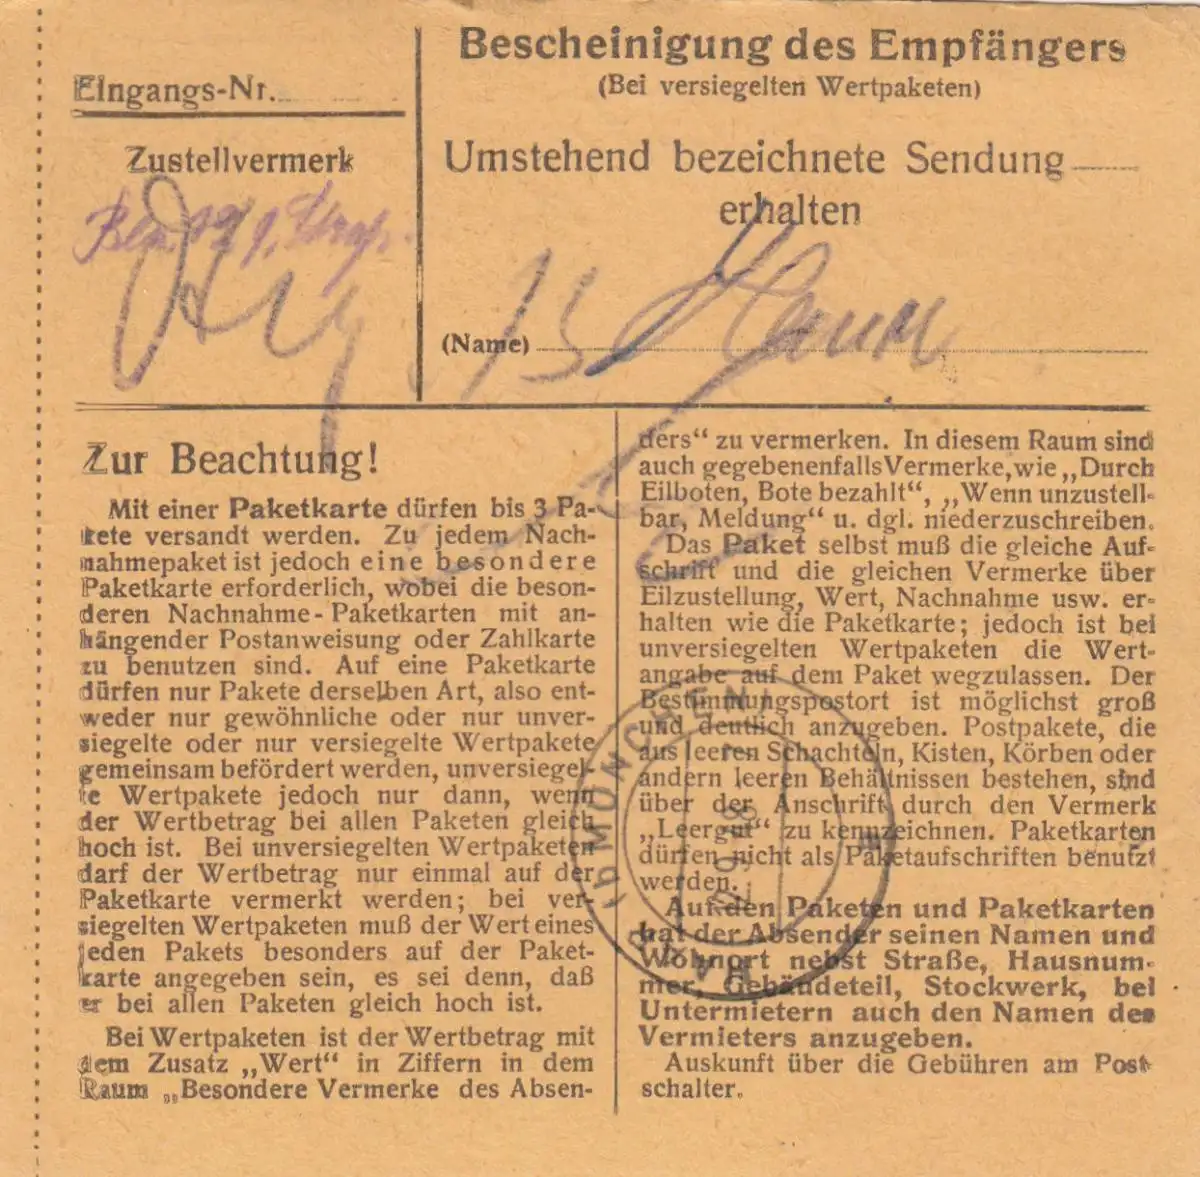 Eingangs-Nr.
Zustellvermerk
Bescheinigung des Empfängers
(Bei versiegelten Wertpaketen)
Umstehend bezeichnete Sendung
erhalten
(Name)
Zur Beachtung!
Mit einer Paketkarte dürfen bis 3 Pa-
kete versandt werden. Zu jedem Nach-
nahmepaket ist jedoch eine besondere
Paketkarte erforderlich, wobei die beson-
deren Nachnahme-Paketkarten mit an-
hängender Postanweisung oder Zahlkarte
zu benutzen sind. Auf eine Paketkarte
dürfen nur Pakete derselben Art, also ent-
weder nur gewöhnliche oder nur unver-
siegelte oder nur versiegelte Wertpakete
gemeinsam befördert werden, unversiegel-
te Wertpakete jedoch nur dann, wenn
der Wertbetrag bei allen Paketen gleich
hoch ist. Bei unversiegelten Wertpaketen
darf der Wertbetrag nur einmal auf der
Paketkarte vermerkt werden; bei ver-
siegelten Wertpaketen muß der Wert eines
jeden Pakets besonders auf der Paket-
karte angegeben sein, es sei denn, daß
er bei allen Paketen gleich hoch ist.
Bei Wertpaketen ist der Wertbetrag mit
dem Zusatz „Wert“ in Ziffern in dem
Raum „Besondere Vermerke des Absen-
ders“ zu vermerken. In diesem Raum sind
auch gegebenenfalls Vermerke, wie „Durch
Eilboten, Bote bezahlt“, „Wenn unzustell-
bar, Meldung“ u. dgl. niederzuschreiben.
Das Paket selbst muß die gleiche Auf-
schrift und die gleichen Vermerke über
Eilzustellung, Wert, Nachnahme usw. er-
halten wie die Paketkarte; jedoch ist bei
unversiegelten Wertpaketen die Wert-
angabe auf dem Paket wegzulassen. Der
Bestimmungspostort ist möglichst groß
und deutlich anzugeben. Postpakete, die
aus leeren Schachteln, Kisten, Körben oder
andern leeren Behältnissen bestehen, sind
über der Anschrift durch den Vermerk
„Leergut“ zu kennzeichnen. Paketkarten
dürfen nicht als Paketaufschriften benutzt
werden.
Auf den Paketen und Paketkarten
hat der Absender seinen Namen und
Wohnort nebst Straße, Hausnum-
mer, Gebäudeteil, Stockwerk, bei
Untermietern auch den Namen des
Vermieters anzugeben.
Auskunft über die Gebühren am Post-
schalter.
MÜNCHEN
HAAR